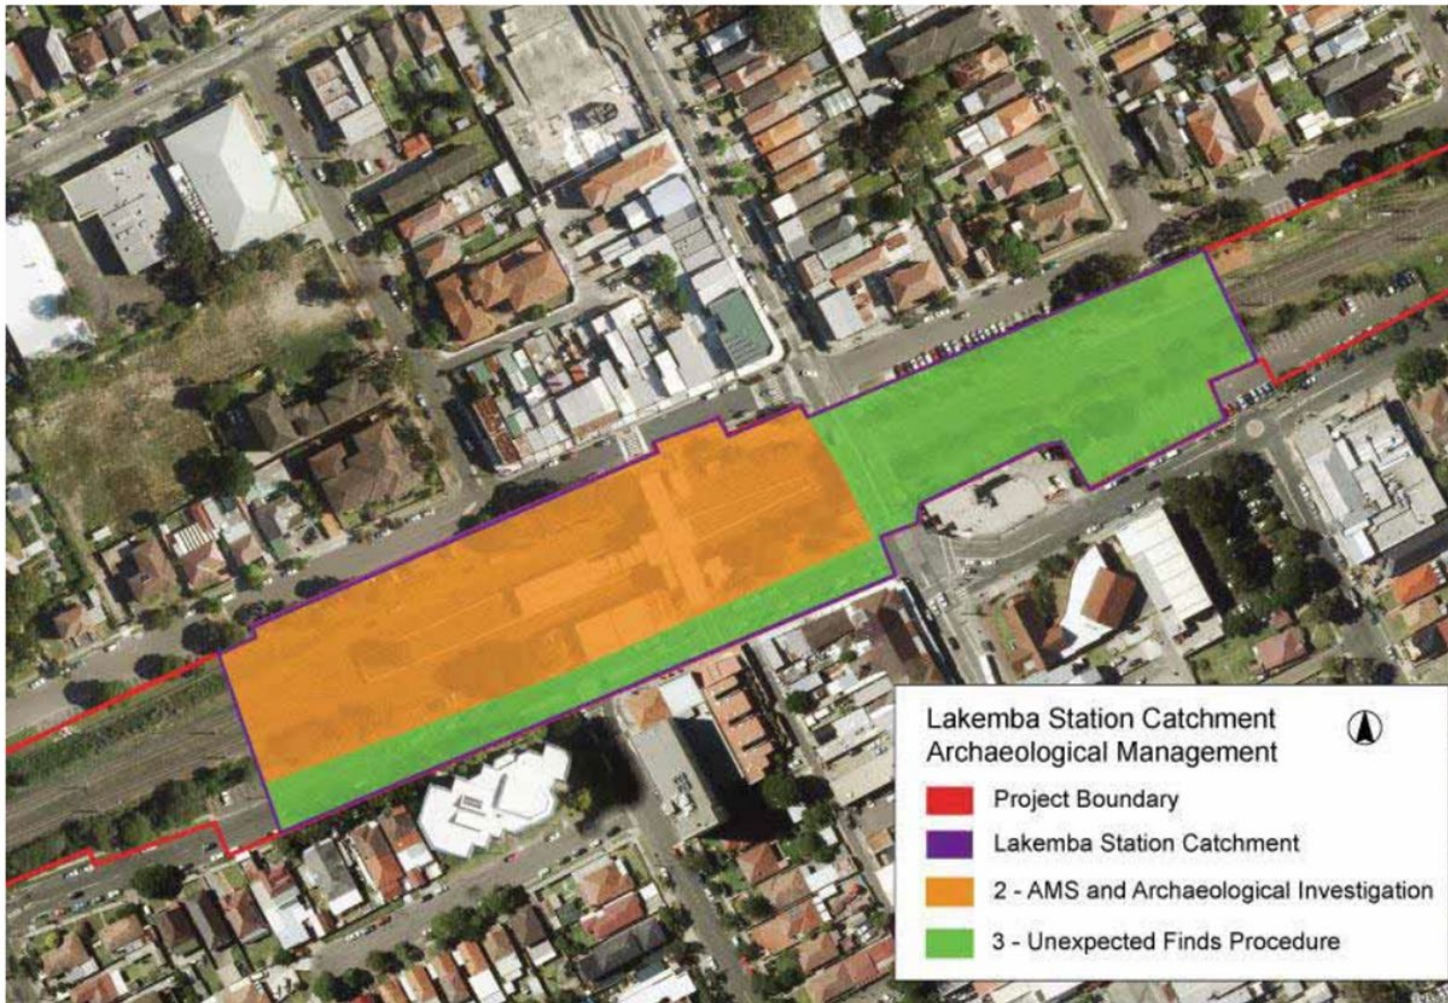 Lakemba Station Catchment
Archaeological Management
Project Boundary
Lakemba Station Catchment
2 - AMS and Archaeological Investigation
3 - Unexpected Finds Procedure